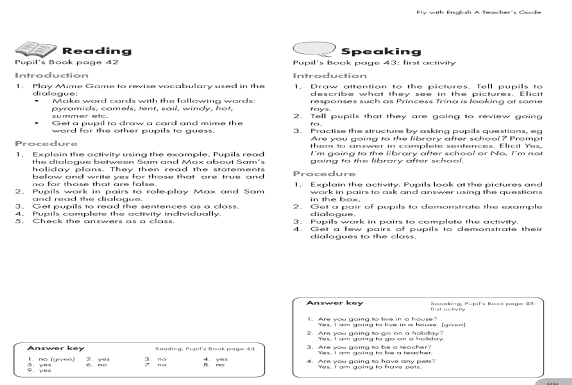 Fly with English A Teacher's Guide
Reading
Pupil's Book page 42
Introduction
1. Play Mime Game to revise vocabulary used in the
dialogue:
• Make word cards with the following words:
pyramids, camels, tent, sail, windy, hot,
summer etc.
• Get a pupil to draw a card and mime the
word for the other pupils to guess.
Procedure
1. Explain the activity using the example. Pupils read
the dialogue between Sam and Max about Sam's
holiday plans. They then read the statements
below and write yes for those that are true and
no for those that are false.
2. Pupils work in pairs to role-play Max and Sam
and read the dialogue.
3. Get pupils to read the sentences as a class.
4. Pupils complete the activity individually.
5. Check the answers as a class.
Answer key Reading, Pupil's Book page 44
1. no (given) 2. yes 3. no 4. yes
5. yes 6. no 7. no 8. no
9. yes
Speaking
Pupil's Book page 43: first activity
Introduction
1. Draw attention to the pictures. Tell pupils to
describe what they see in the pictures. Elicit
responses such as Princess Trina is looking at some
toys.
2. Tell pupils that they are going to review going
to.
3. Practise the structure by asking pupils questions, eg
Are you going to the library after school? Prompt
them to answer in complete sentences. Elicit Yes,
I'm going to the library after school or No, I'm not
going to the library after school.
Procedure
1. Explain the activity. Pupils look at the pictures and
work in pairs to ask and answer using the questions
in the box.
2. Get a pair of pupils to demonstrate the example
dialogue.
3. Pupils work in pairs to complete the activity.
4. Get a few pairs of pupils to demonstrate their
dialogues to the class.
Answer key Speaking, Pupil's Book page 45:
first activity
1. Are you going to live in a house?
Yes, I am going to live in a house. (given)
2. Are you going to go on a holiday?
Yes, I am going to go on a holiday.
3. Are you going to be a teacher?
Yes, I am going to be a teacher.
4. Are you going to have any pets?
Yes, I am going to have pets.